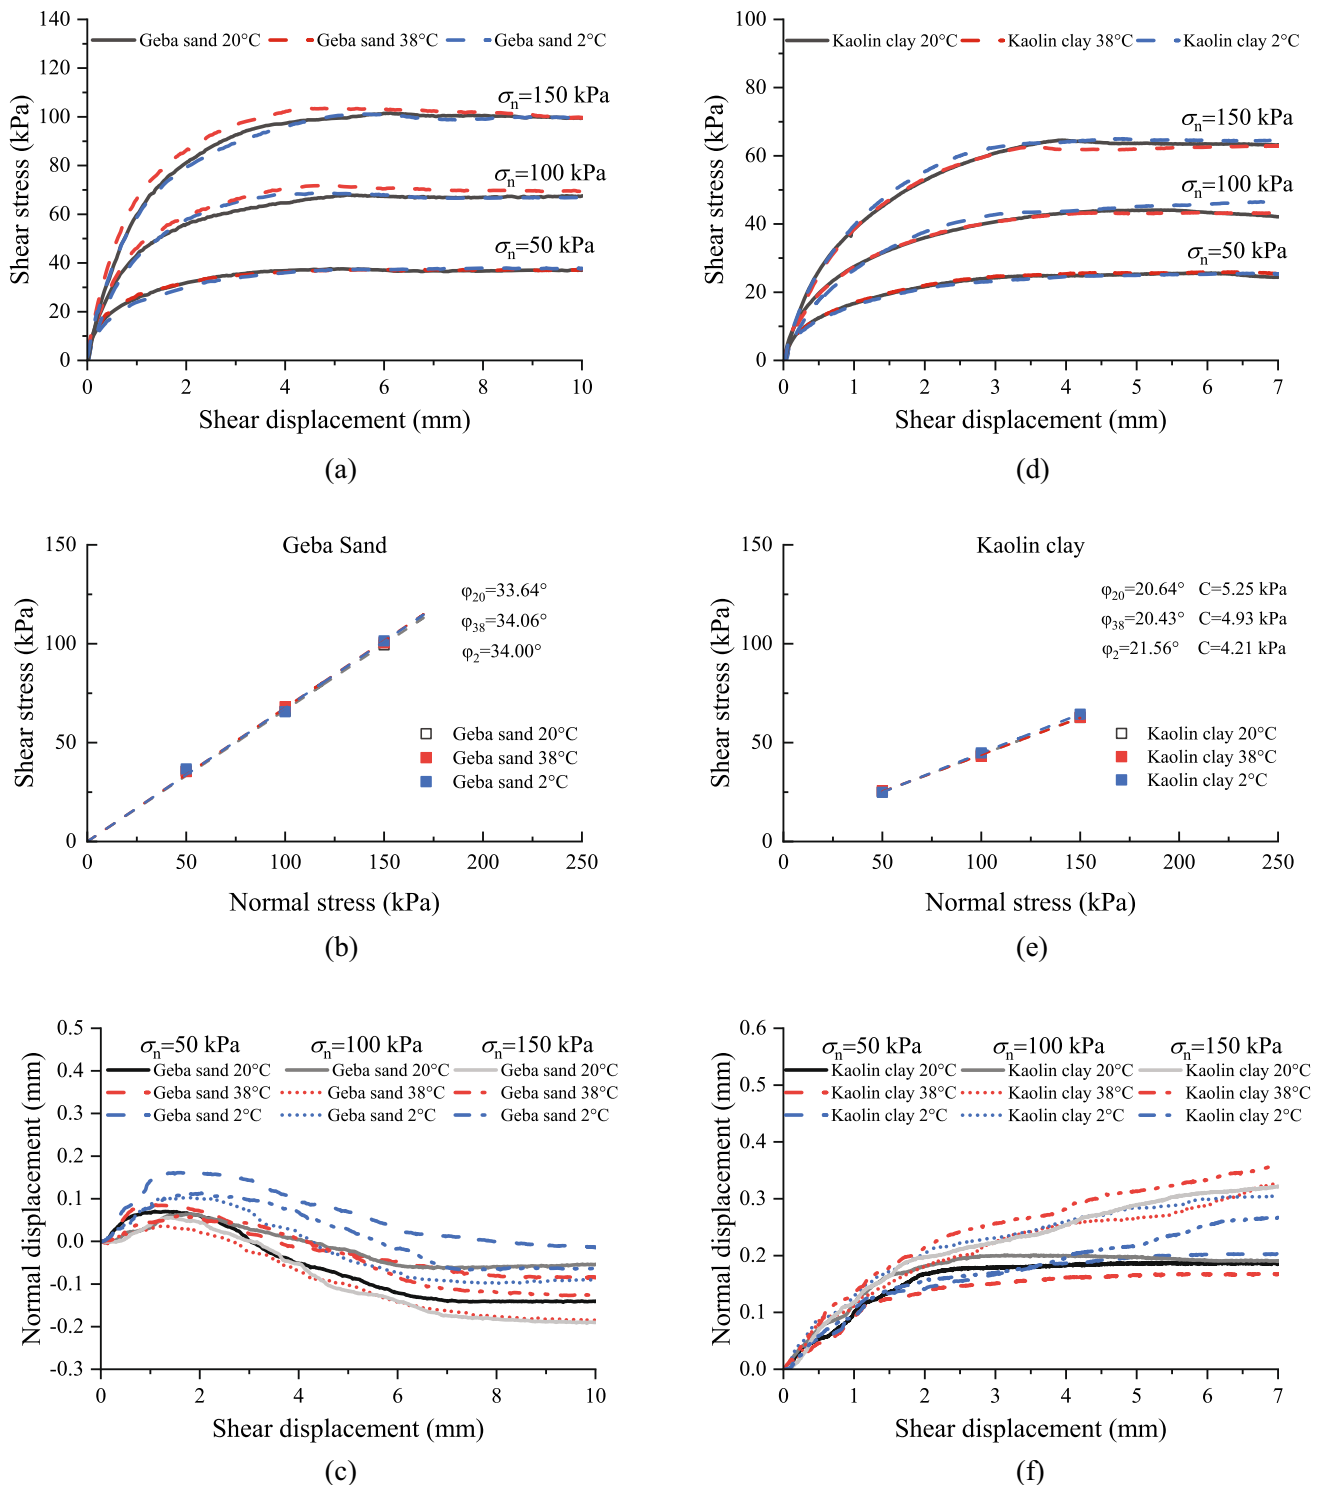 Shear stress (kPa)
140
120
100
80
60
40
20
0
Geba sand 20°C
Geba sand 38°C
Geba sand 2°C
σn=150 kPa
σn=100 kPa
σn=50 kPa
0 2 4 6 8 10
Shear displacement (mm)
(a)
Shear stress (kPa)
100
80
60
40
20
0
Kaolin clay 20°C
Kaolin clay 38°C
Kaolin clay 2°C
σn=150 kPa
σn=100 kPa
σn=50 kPa
0 1 2 3 4 5 6 7
Shear displacement (mm)
(d)
Shear stress (kPa)
150
100
50
0
Geba Sand
φ20=33.64°
φ38=34.06°
φ2=34.00°
Geba sand 20°C
Geba sand 38°C
Geba sand 2°C
0 50 100 150 200 250
Normal stress (kPa)
(b)
Shear stress (kPa)
150
100
50
0
Kaolin clay
φ20=20.64° C=5.25 kPa
φ38=20.43° C=4.93 kPa
φ2=21.56° C=4.21 kPa
Kaolin clay 20°C
Kaolin clay 38°C
Kaolin clay 2°C
0 50 100 150 200 250
Normal stress (kPa)
(e)
Normal displacement (mm)
0.5
0.4
0.3
0.2
0.1
0.0
-0.1
-0.2
-0.3
σn=50 kPa σn=100 kPa σn=150 kPa
Geba sand 20°C Geba sand 20°C Geba sand 20°C
Geba sand 38°C Geba sand 38°C Geba sand 38°C
Geba sand 2°C Geba sand 2°C Geba sand 2°C
0 2 4 6 8 10
Shear displacement (mm)
(c)
Normal displacement (mm)
0.6
0.5
0.4
0.3
0.2
0.1
0.0
σn=50 kPa σn=100 kPa σn=150 kPa
Kaolin clay 20°C Kaolin clay 20°C Kaolin clay 20°C
Kaolin clay 38°C Kaolin clay 38°C Kaolin clay 38°C
Kaolin clay 2°C Kaolin clay 2°C Kaolin clay 2°C
0 1 2 3 4 5 6 7
Shear displacement (mm)
(f)